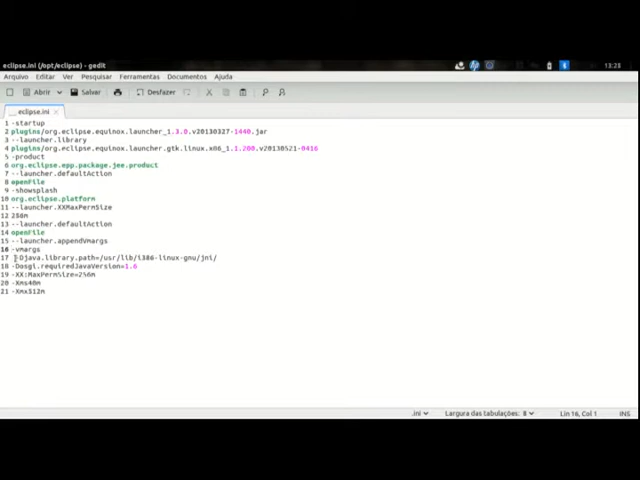 eclipse.ini (/opt/eclipse) - gedit
13:28
Arquivo Editar Ver Pesquisar Ferramentas Documentos Ajuda
Abrir Salvar Desfazer
eclipse.ini
1 -startup
2 plugins/org.eclipse.equinox.launcher_1.3.0.v20130327-1440.jar
3 --launcher.library
4 plugins/org.eclipse.equinox.launcher.gtk.linux.x86_1.1.200.v20130521-0416
5 -product
6 org.eclipse.epp.package.jee.product
7 --launcher.defaultAction
8 openFile
9 -showsplash
10 org.eclipse.platform
11 --launcher.XXMaxPermSize
12 256m
13 --launcher.defaultAction
14 openFile
15 --launcher.appendVmargs
16 -vmargs
17 -Djava.library.path=/usr/lib/i386-linux-gnu/jni/
18 -Dosgi.requiredJavaVersion=1.6
19 -XX:MaxPermSize=256m
20 -Xms40m
21 -Xmx512m
.ini Largura das tabulações: 8 Lin 16, Col 1 INS